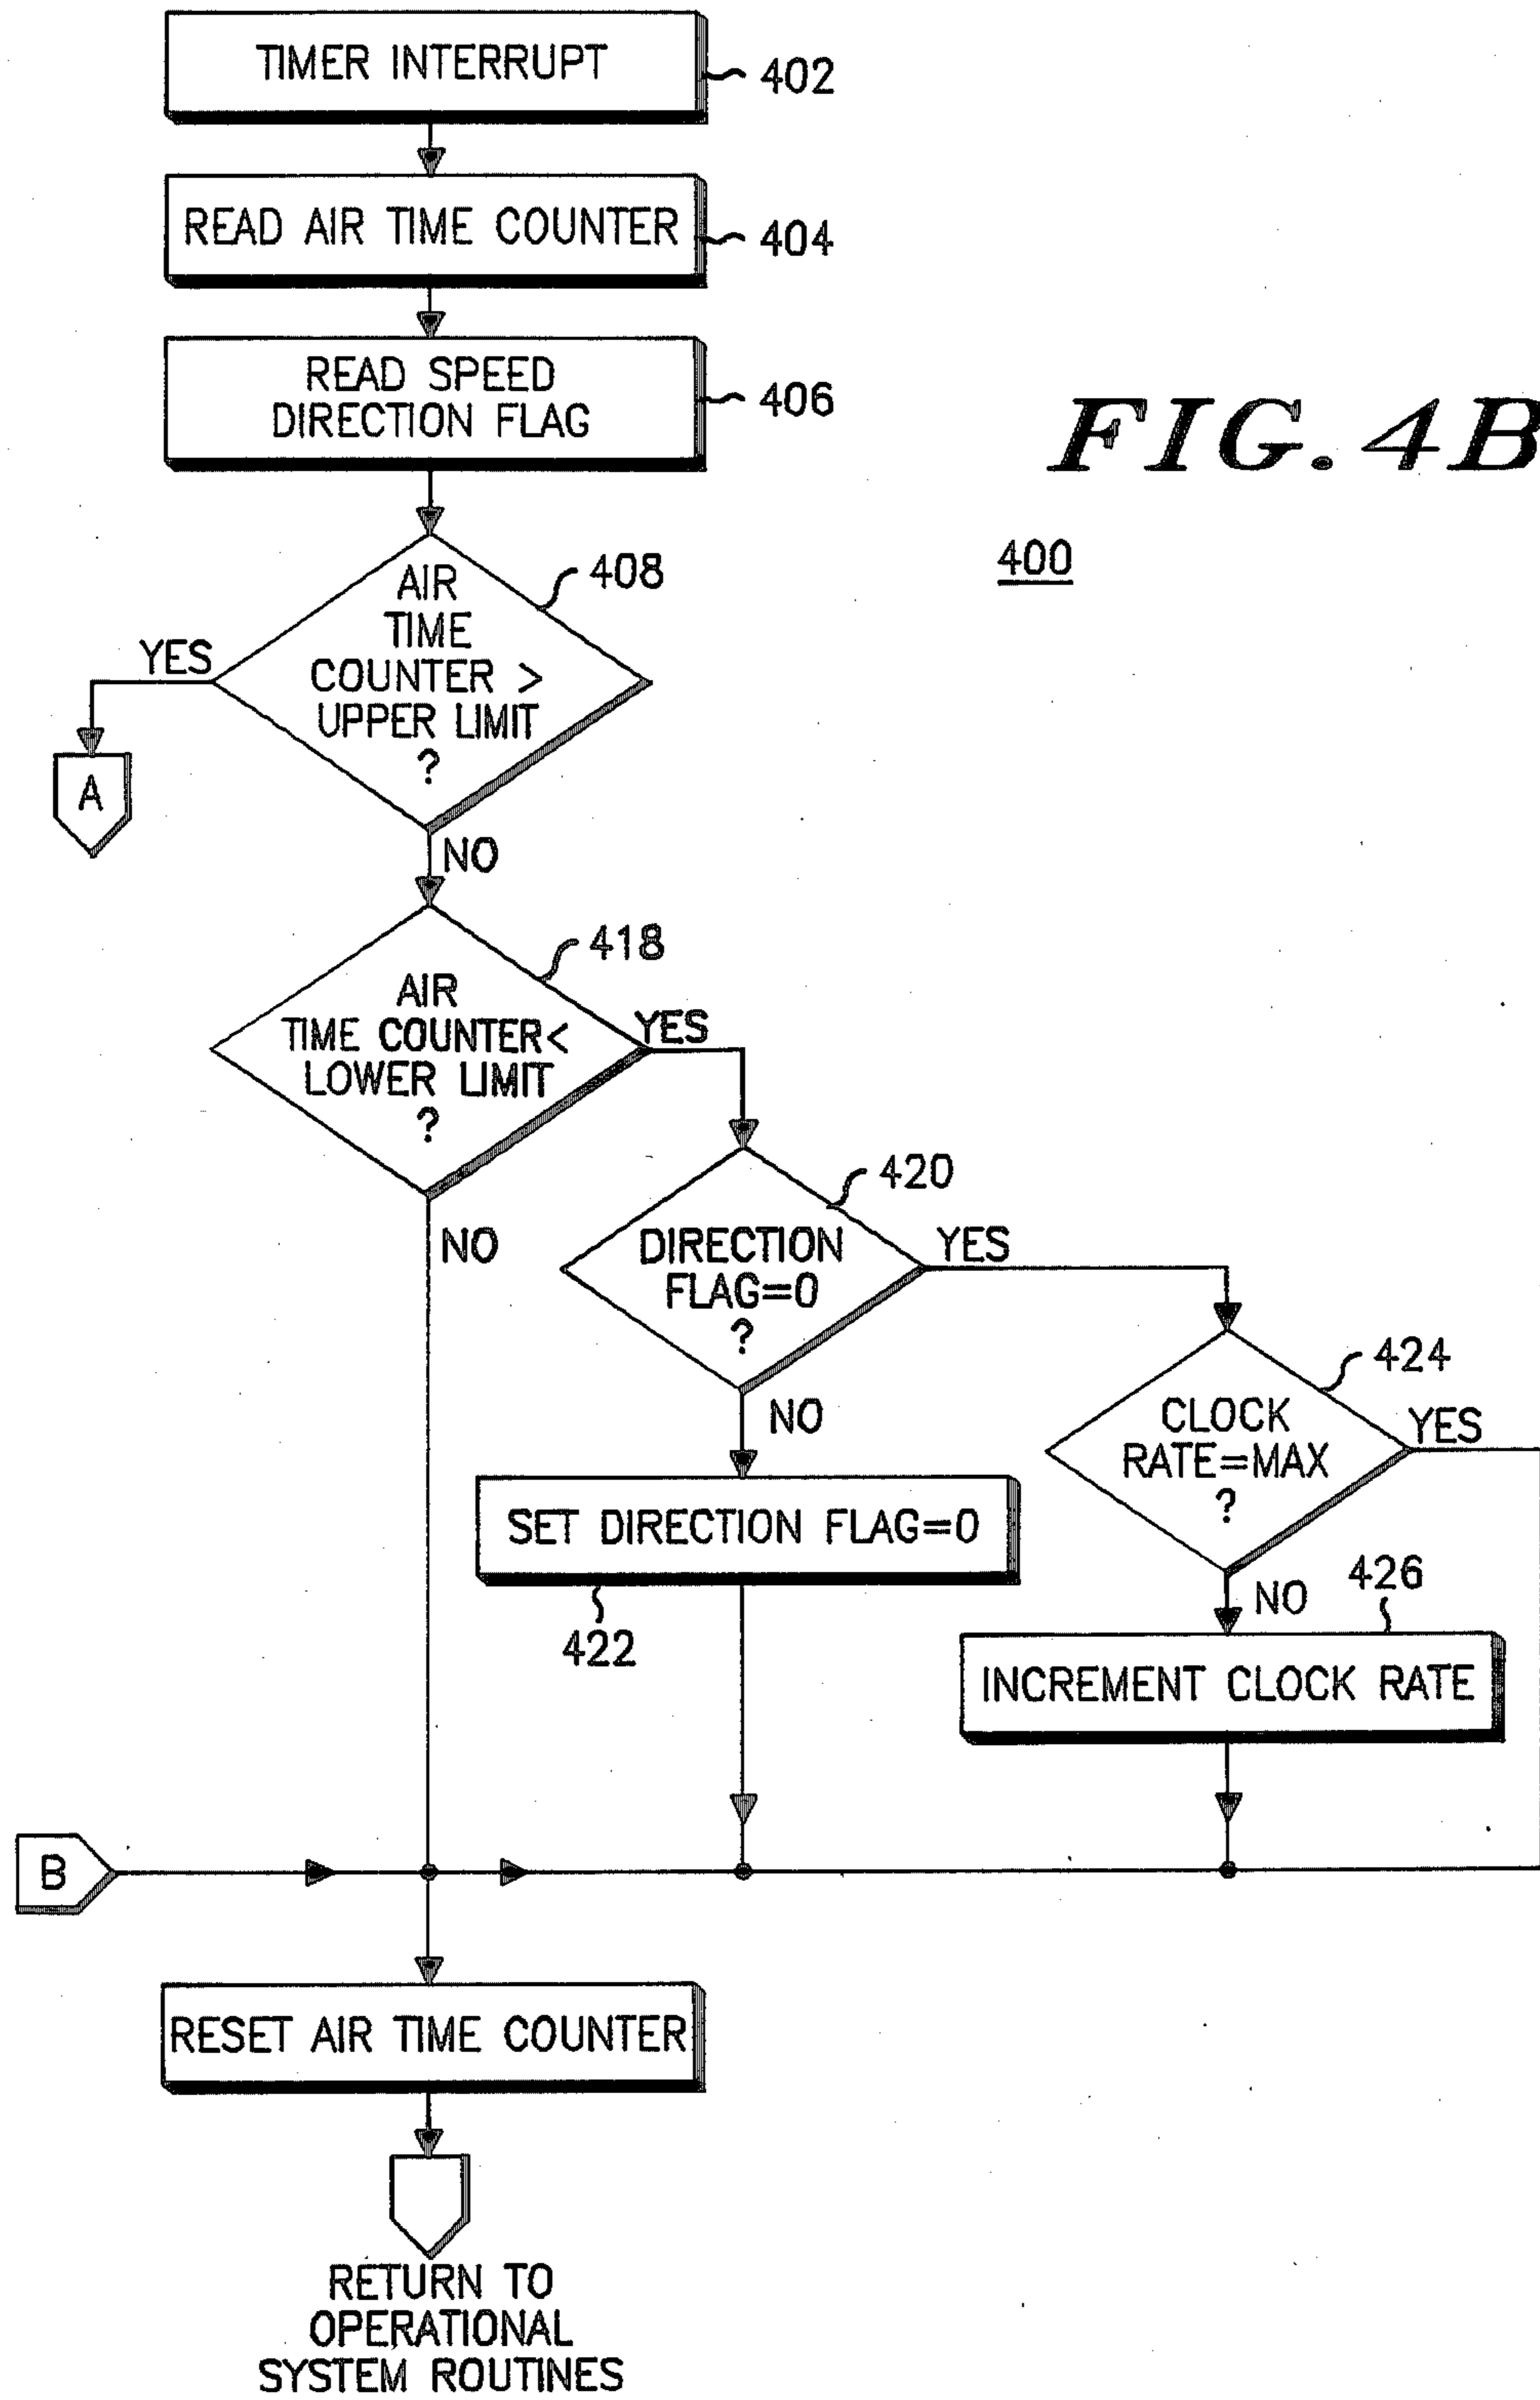 TIMER INTERRUPT
402
READ AIR TIME COUNTER
404
READ SPEED
DIRECTION FLAG
406
FIG. 4B
400
AIR
TIME
COUNTER >
UPPER LIMIT
?
408
YES
A
NO
418
AIR
TIME COUNTER<
LOWER LIMIT
?
YES
NO
420
DIRECTION
FLAG=0
?
YES
NO
424
CLOCK
RATE=MAX
?
YES
NO
SET DIRECTION FLAG=0
422
426
INCREMENT CLOCK RATE
B
RESET AIR TIME COUNTER
RETURN TO
OPERATIONAL
SYSTEM ROUTINES